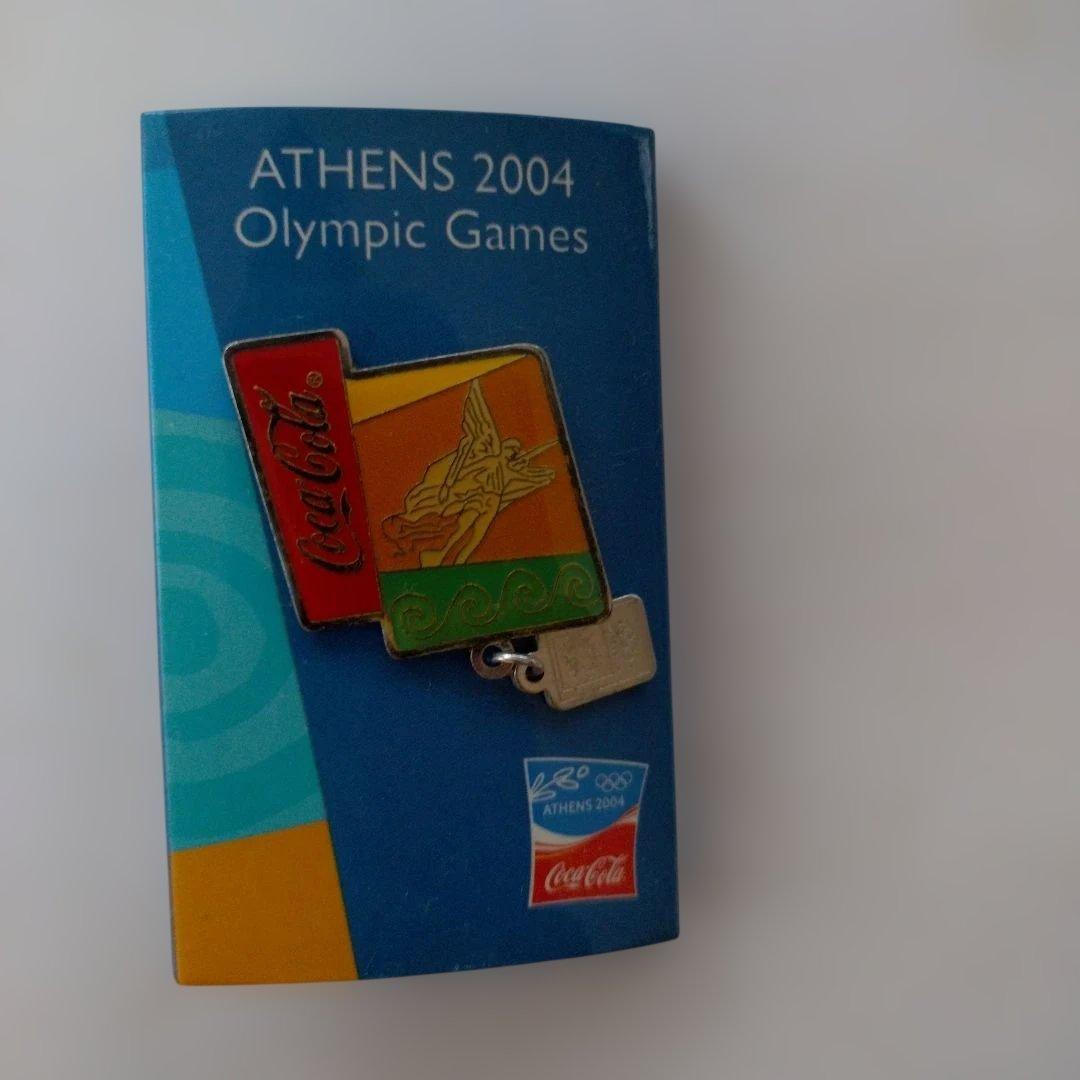 ATHENS 2004
Olympic Games
Coca-Cola®
ATHENS 2004
Coca-Cola